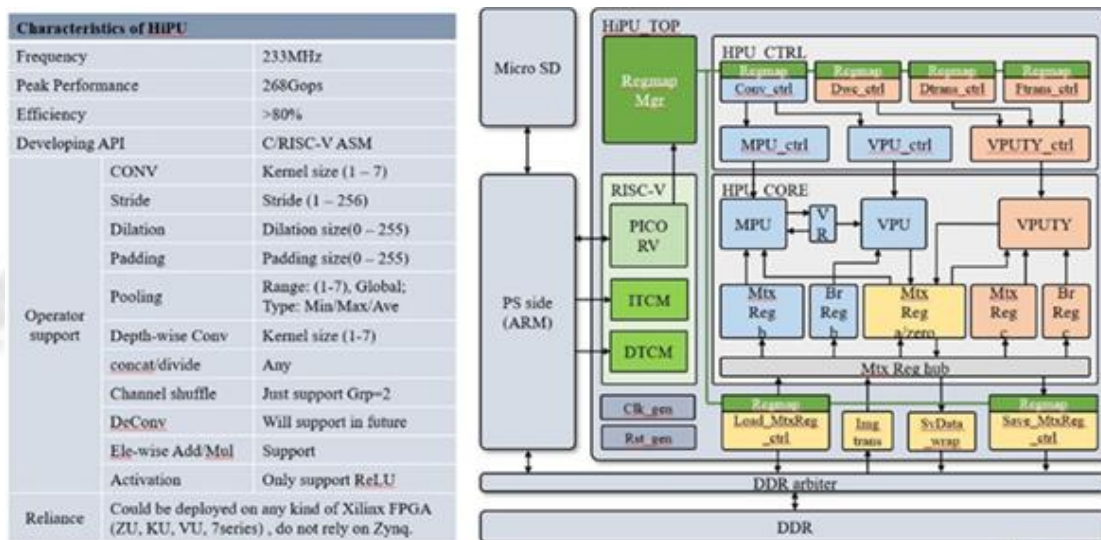 Characteristics of HiPU
Frequency 233MHz
Peak Performance 268Gops
Efficiency >80%
Developing API C/RISC-V ASM
Operator support
CONV Kernel size (1 – 7)
Stride Stride (1 – 256)
Dilation Dilation size(0 – 255)
Padding Padding size(0 – 255)
Pooling Range: (1-7), Global;
Type: Min/Max/Ave
Depth-wise Conv Kernel size (1-7)
concat/divide Any
Channel shuffle Just support Grp=2
DeConv Will support in future
Ele-wise Add/Mul Support
Activation Only support ReLU
Reliance Could be deployed on any kind of Xilinx FPGA
(ZU, KU, VU, 7series) , do not rely on Zynq.
Micro SD
PS side
(ARM)
HiPU_TOP
Regmap
Mgr
RISC-V
PICO
RV
ITCM
DTCM
Clk_gen
Rst_gen
HPU_CTRL
Regmap Regmap Regmap Regmap
Conv_ctrl Dwc_ctrl Dtrans_ctrl Ftrans_ctrl
MPU_ctrl VPU_ctrl VPUTY_ctrl
HPU_CORE
MPU V
R VPU VPUTY
Mtx
Reg
b
Br
Reg
b
Mtx
Reg
a/zero
Mtx
Reg
c
Br
Reg
c
Mtx Reg hub
Regmap Regmap
Load_MtxReg
_ctrl
Img
trans
SvData
_wrap
Save_MtxReg
_ctrl
DDR arbiter
DDR